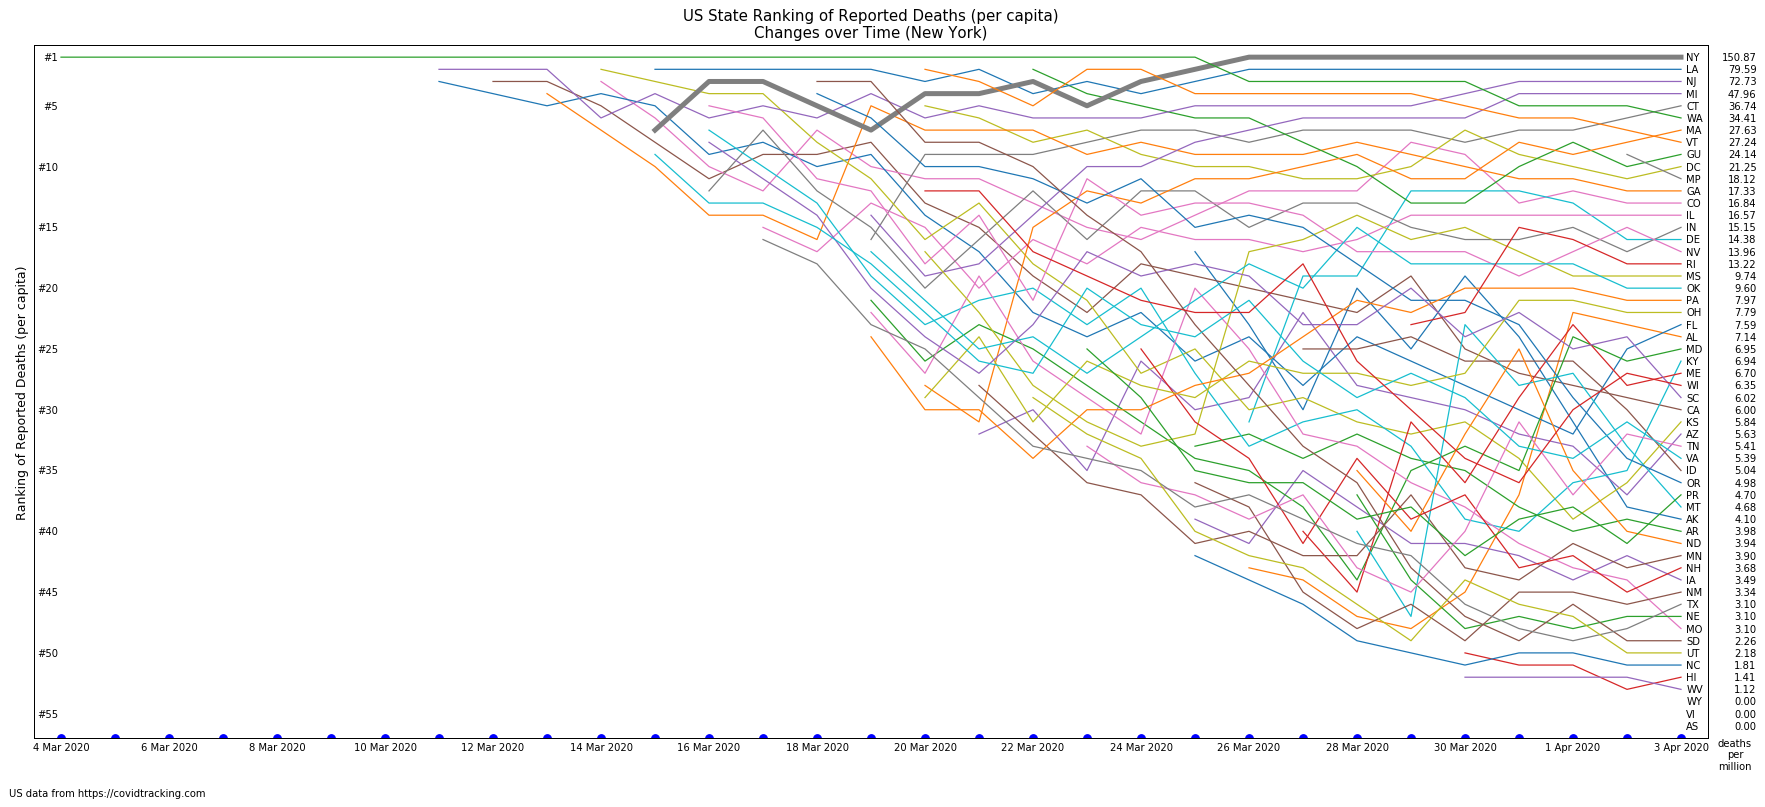 US State Ranking of Reported Deaths (per capita)
Changes over Time (New York)
Ranking of Reported Deaths (per capita)
#1
#5
#10
#15
#20
#25
#30
#35
#40
#45
#50
#55
NY 150.87
LA 79.59
NJ 72.73
MI 47.96
CT 36.74
WA 34.41
MA 27.63
VT 27.24
GU 24.14
DC 21.25
MP 18.12
GA 17.33
CO 16.84
IL 16.57
IN 15.15
DE 14.38
NV 13.96
RI 13.22
MS 9.74
OK 9.60
PA 7.97
OH 7.79
FL 7.59
AL 7.14
MD 6.95
KY 6.94
ME 6.70
WI 6.35
SC 6.02
CA 6.00
KS 5.84
AZ 5.63
TN 5.41
VA 5.39
ID 5.04
OR 4.98
PR 4.70
MT 4.68
AK 4.10
AR 3.98
ND 3.94
MN 3.90
NH 3.68
IA 3.49
NM 3.34
TX 3.10
NE 3.10
MO 3.10
SD 2.26
UT 2.18
NC 1.81
HI 1.41
WV 1.12
WY 0.00
VI 0.00
AS 0.00
4 Mar 2020 6 Mar 2020 8 Mar 2020 10 Mar 2020 12 Mar 2020 14 Mar 2020 16 Mar 2020 18 Mar 2020 20 Mar 2020 22 Mar 2020 24 Mar 2020 26 Mar 2020 28 Mar 2020 30 Mar 2020 1 Apr 2020 3 Apr 2020
deaths
per
million
US data from https://covidtracking.com